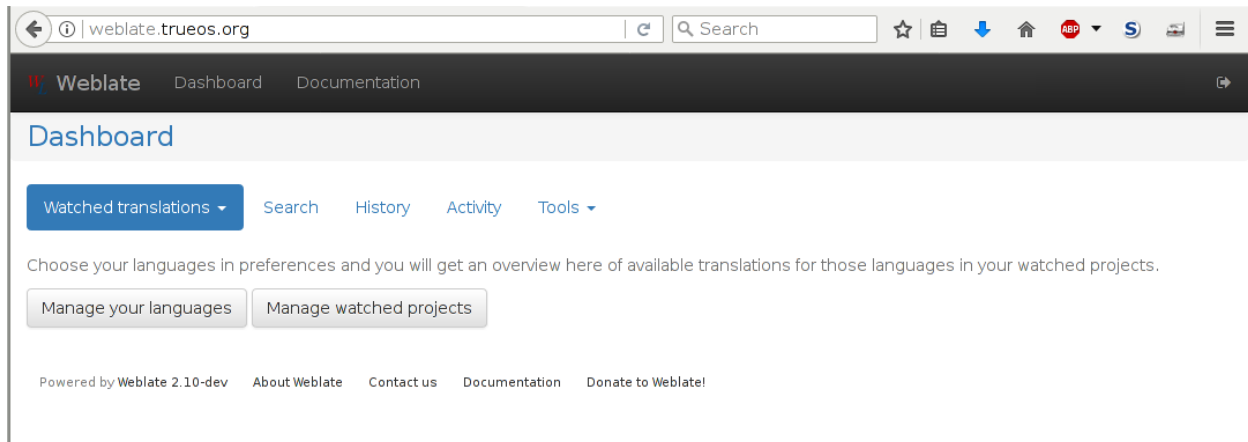 weblate.trueos.org Search ABP S
Weblate Dashboard Documentation
Dashboard
Watched translations Search History Activity Tools
Choose your languages in preferences and you will get an overview here of available translations for those languages in your watched projects.
Manage your languages Manage watched projects
Powered by Weblate 2.10-dev About Weblate Contact us Documentation Donate to Weblate!